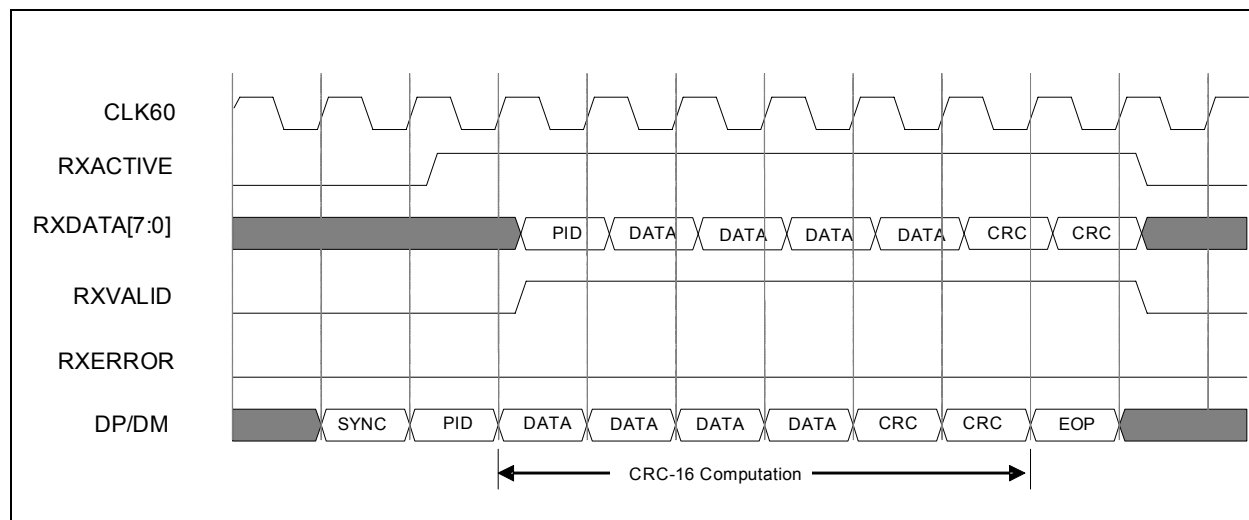 CLK60
RXACTIVE
RXDATA[7:0] PID DATA DATA DATA DATA CRC CRC
RXVALID
RXERROR
DP/DM SYNC PID DATA DATA DATA DATA CRC CRC EOP
CRC-16 Computation